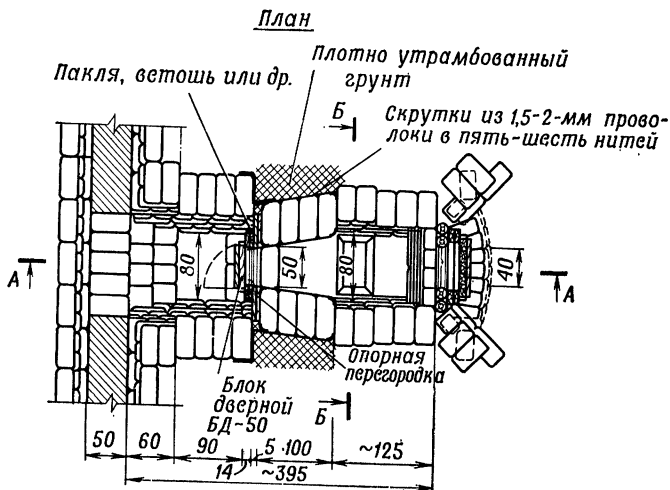 План
Плотно утрамбованный
грунт
Пакля, ветошь или др.
Б
Скрутки из 1,5-2-мм прово-
локи в пять-шесть нитей
А
80
50
80
40
А
Опорная
перегородка
Блок
дверной
БД-50
Б
50
60
90
5
100
~125
14
~395